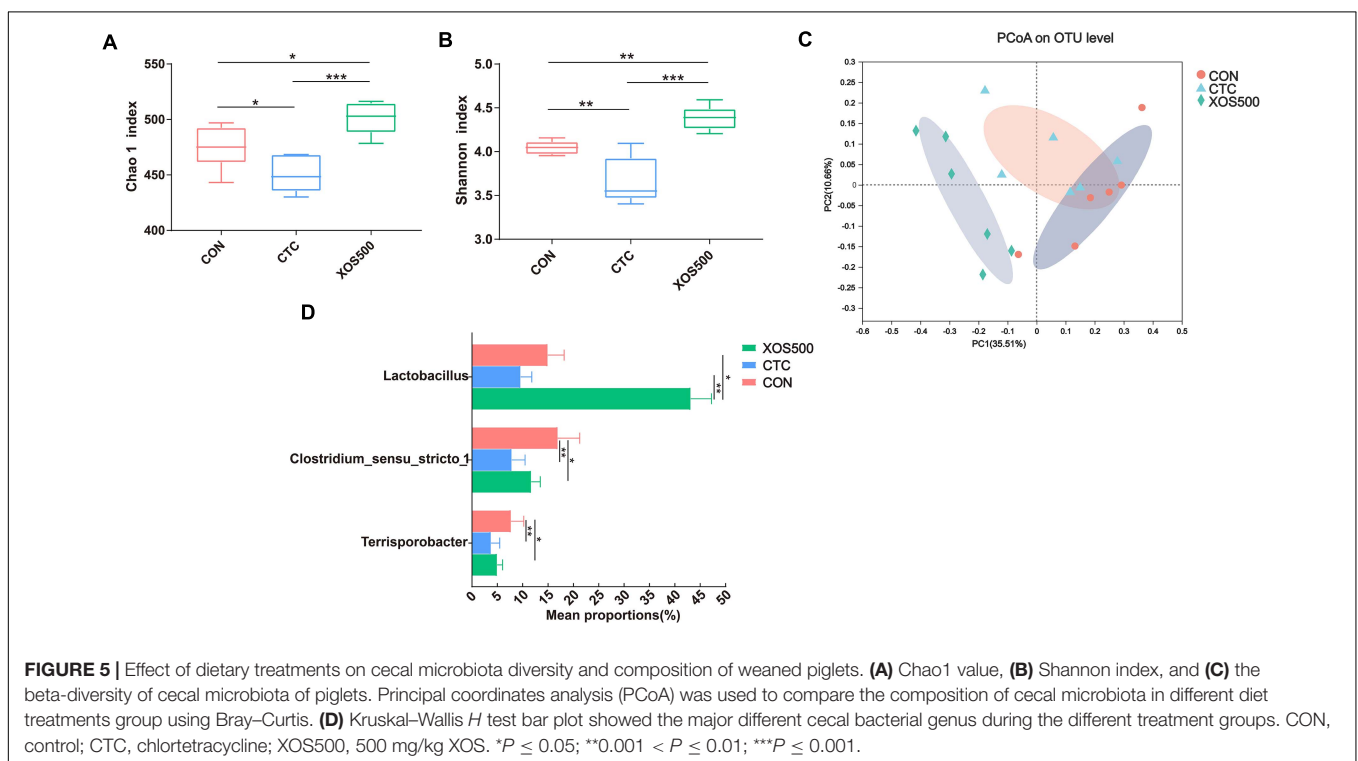 A
*
***
*
Chao 1 index
550
500
450
400
CON
CTC
XOS500
B
**
***
**
Shannon index
5.0
4.5
4.0
3.5
3.0
CON
CTC
XOS500
C
PCoA on OTU level
PC2(10.66%)
0.3
0.25
0.2
0.15
0.1
0.05
0
-0.05
-0.1
-0.15
-0.2
-0.25
-0.3
-0.6 -0.5 -0.4 -0.3 -0.2 -0.1 0 0.1 0.2 0.3 0.4 0.5
PC1(35.51%)
CON
CTC
XOS500
D
Lactobacillus
** *
Clostridium_sensu_stricto_1
** *
Terrisporobacter
** *
0 5 10 15 20 25 30 35 40 45 50
Mean proportions(%)
XOS500
CTC
CON
FIGURE 5 | Effect of dietary treatments on cecal microbiota diversity and composition of weaned piglets. (A) Chao1 value, (B) Shannon index, and (C) the
beta-diversity of cecal microbiota of piglets. Principal coordinates analysis (PCoA) was used to compare the composition of cecal microbiota in different diet
treatments group using Bray–Curtis. (D) Kruskal–Wallis H test bar plot showed the major different cecal bacterial genus during the different treatment groups. CON,
control; CTC, chlortetracycline; XOS500, 500 mg/kg XOS. *P ≤ 0.05; **0.001 < P ≤ 0.01; ***P ≤ 0.001.